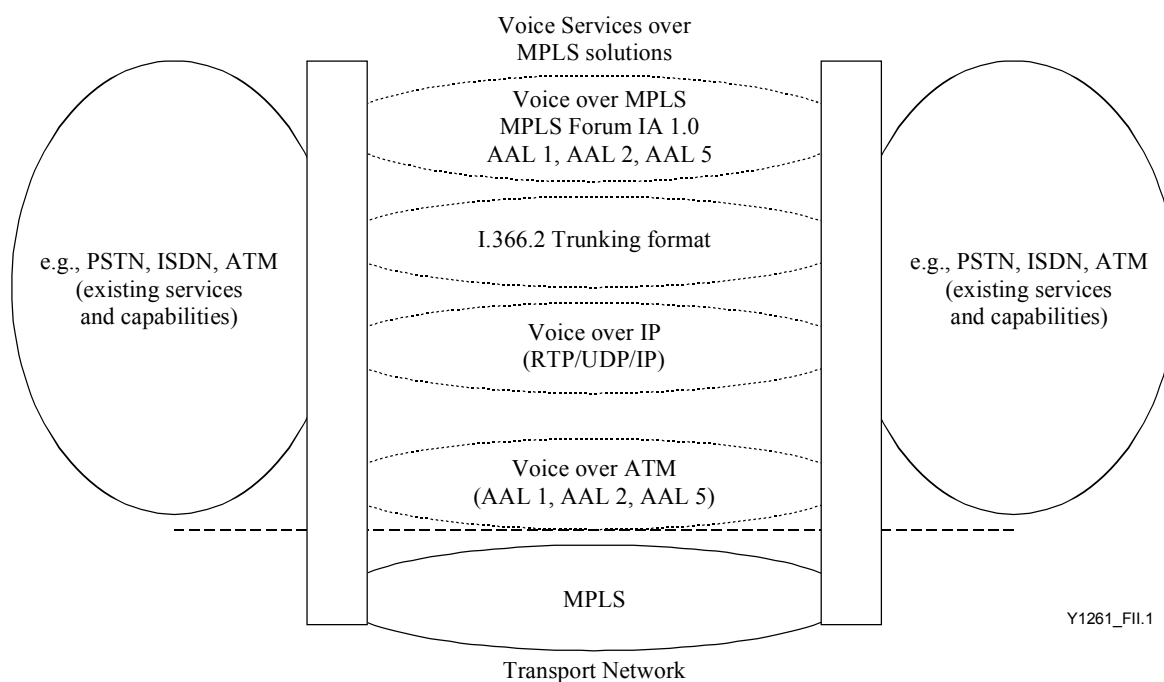 Voice Services over
MPLS solutions
Voice over MPLS
MPLS Forum IA 1.0
AAL 1, AAL 2, AAL 5
I.366.2 Trunking format
e.g., PSTN, ISDN, ATM
(existing services
and capabilities)
e.g., PSTN, ISDN, ATM
(existing services
and capabilities)
Voice over IP
(RTP/UDP/IP)
Voice over ATM
(AAL 1, AAL 2, AAL 5)
MPLS
Y1261_FII.1
Transport Network